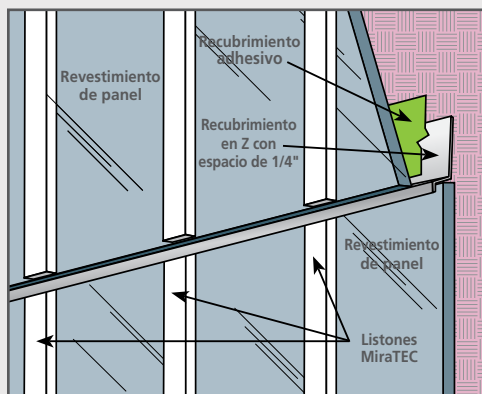 Recubrimiento
adhesivo
Revestimiento
de panel
Recubrimiento
en Z con
espacio de 1/4"
Revestimiento
de panel
Listones
MiraTEC